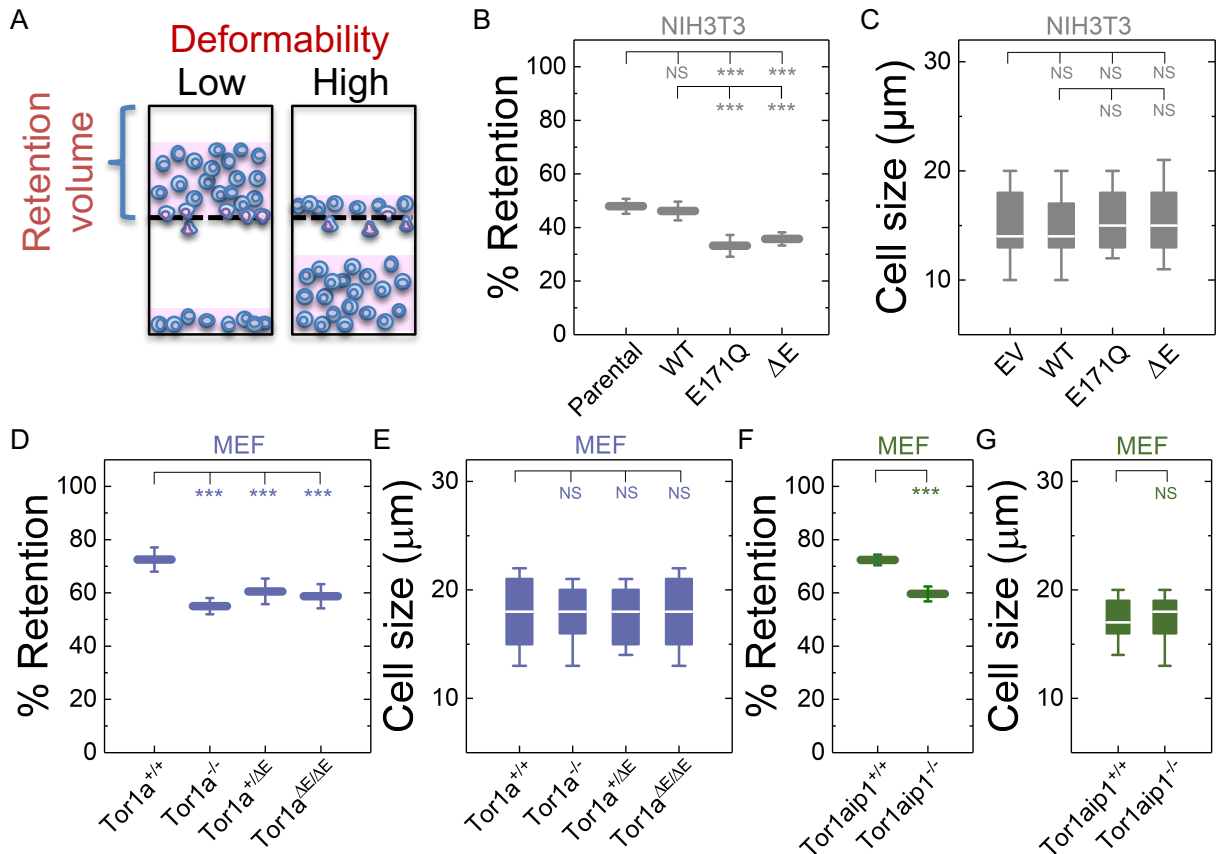 A
Deformability
Low
High
Retention
volume
B
NIH3T3
% Retention
100
80
60
40
20
0
NS
***
***
***
***
Parental
WT
E171Q
ΔE
C
NIH3T3
Cell size (μm)
30
20
10
NS
NS
NS
NS
NS
EV
WT
E171Q
ΔE
D
MEF
% Retention
100
80
60
40
20
0
***
***
***
Tor1a+/+
Tor1a-/-
Tor1a+/ΔE
Tor1aΔE/ΔE
E
MEF
Cell size (μm)
30
20
10
NS
NS
NS
Tor1a+/+
Tor1a-/-
Tor1a+/ΔE
Tor1aΔE/ΔE
F
MEF
% Retention
100
80
60
40
20
0
***
Tor1aip1+/+
Tor1aip1-/-
G
MEF
Cell size (μm)
30
20
10
NS
Tor1aip1+/+
Tor1aip1-/-